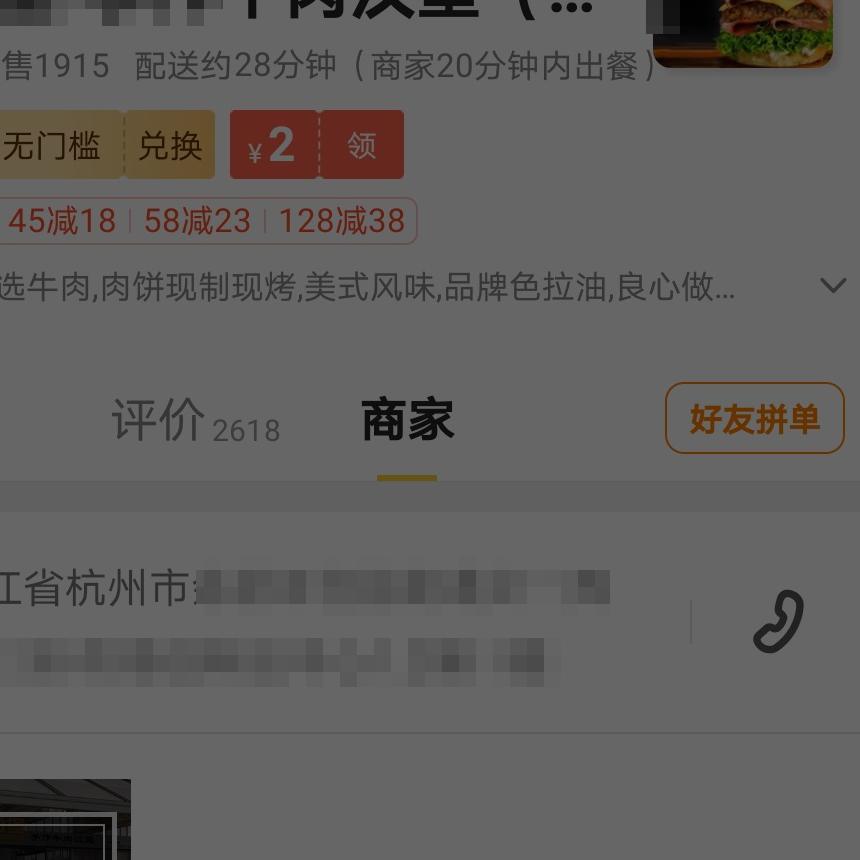 牛肉汉堡（...
售1915 配送约28分钟（商家20分钟内出餐）
无门槛 兑换 ¥2 领
45减18 58减23 128减38
选牛肉,肉饼现制现烤,美式风味,品牌色拉油,良心做...
评价 2618 商家 好友拼单
江省杭州市